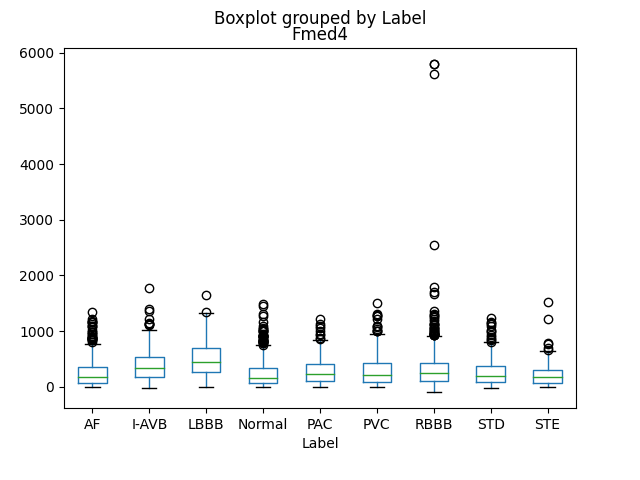 Boxplot grouped by Label
Fmed4
6000
5000
4000
3000
2000
1000
0
AF I-AVB LBBB Normal PAC PVC RBBB STD STE
Label